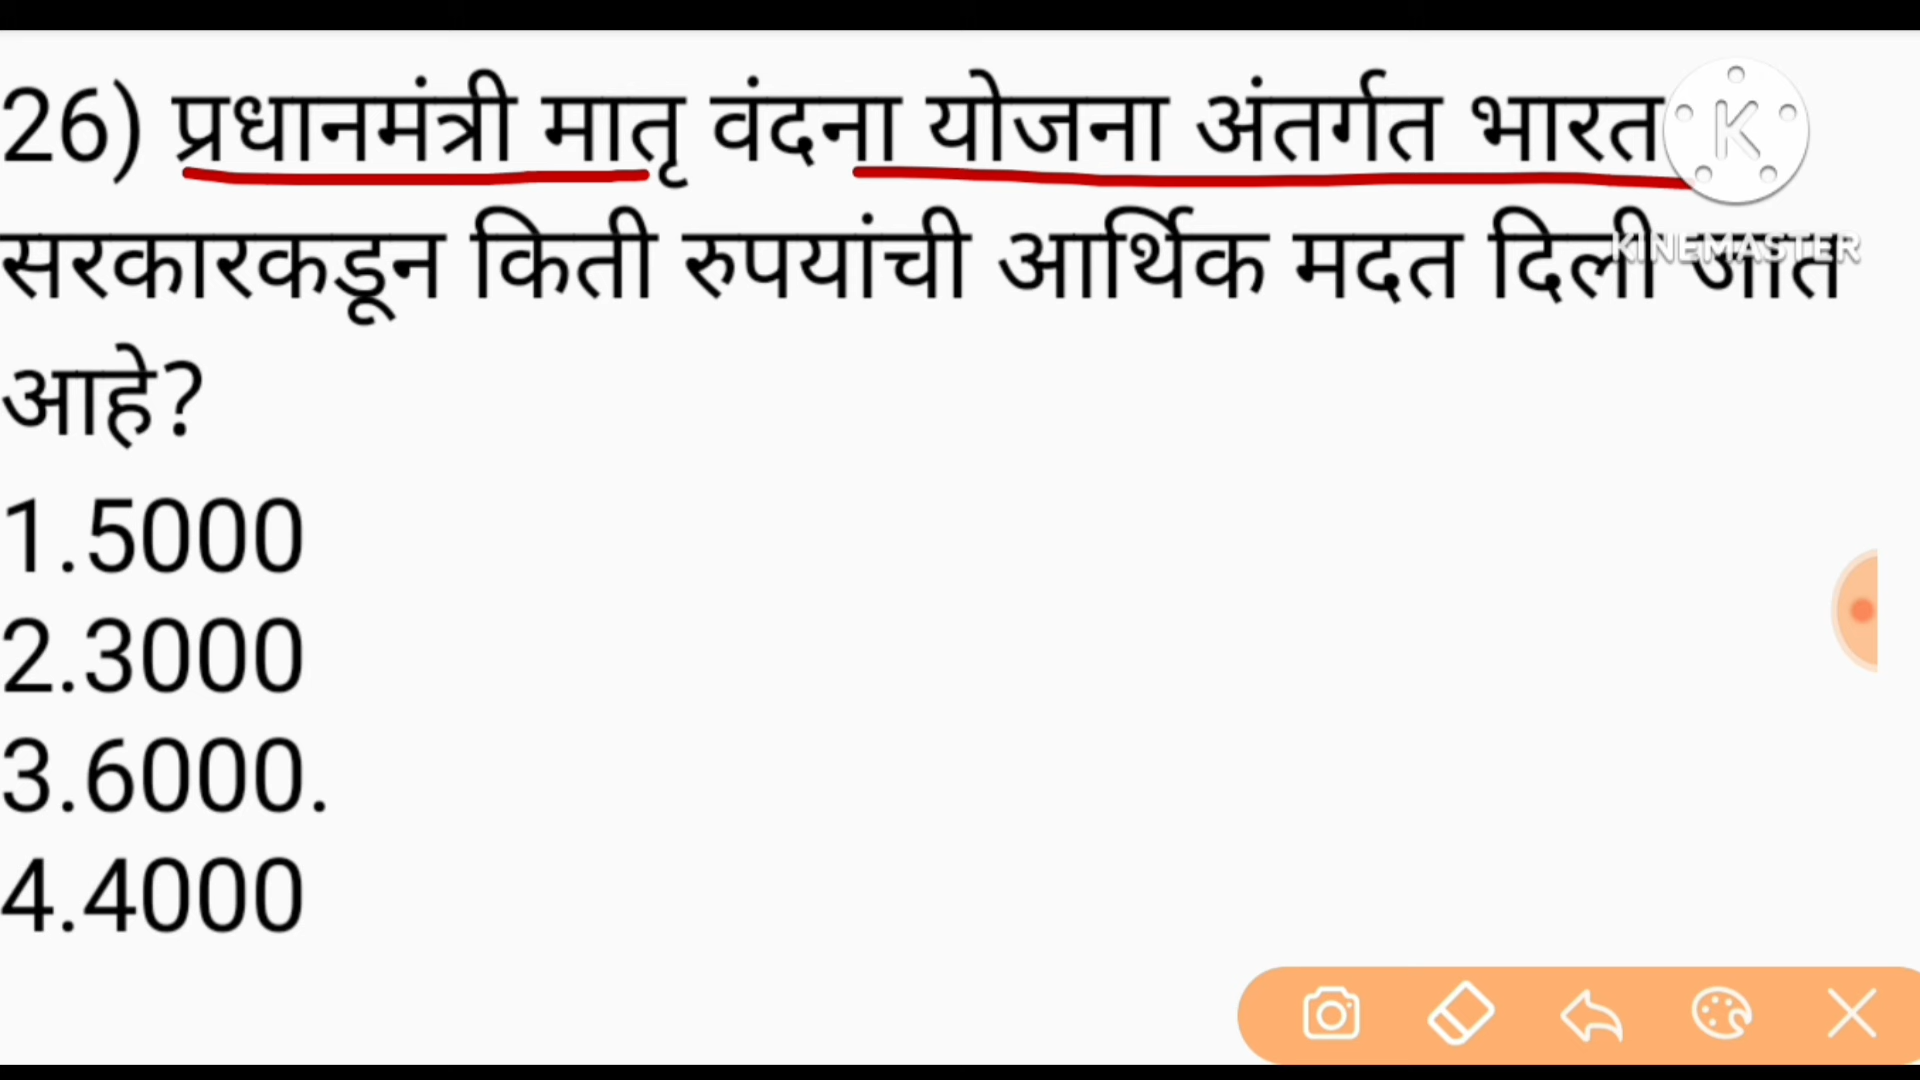 26) प्रधानमंत्री मातृ वंदना योजना अंतर्गत भारत
K
KINEMASTER
सरकारकडून किती रुपयांची आर्थिक मदत दिली जात
आहे?
1.5000
2.3000
3.6000.
4.4000